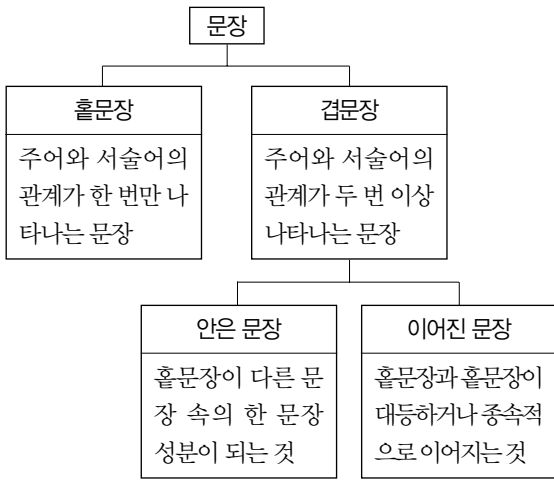 문장
홑문장
주어와 서술어의
관계가 한 번만 나
타나는 문장
겹문장
주어와 서술어의
관계가 두 번 이상
나타나는 문장
안은 문장
홑문장이 다른 문
장 속의 한 문장
성분이 되는 것
이어진 문장
홑문장과 홑문장이
대등하거나 종속적
으로 이어지는 것